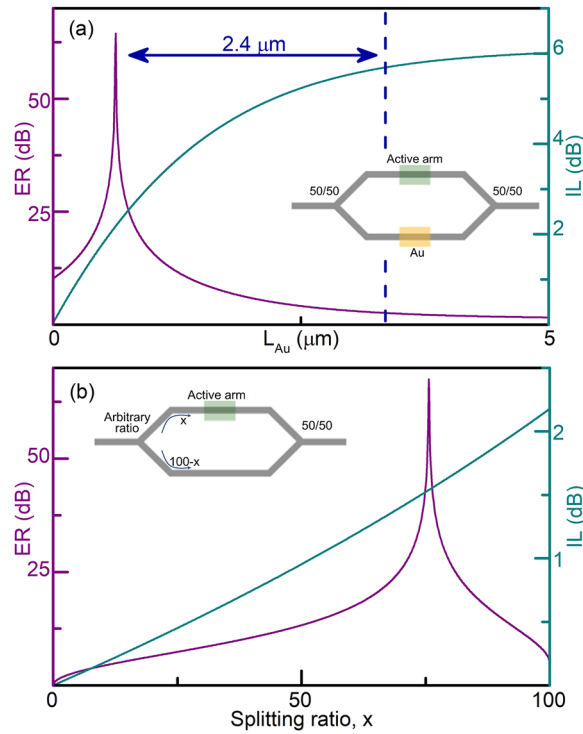 (a)
2.4 μm
ER (dB)
50
25
IL (dB)
6
4
2
Active arm
50/50
50/50
Au
0
L_Au (μm)
5
(b)
Active arm
Arbitrary
ratio
x
50/50
100-x
ER (dB)
50
25
IL (dB)
2
1
0
50
100
Splitting ratio, x